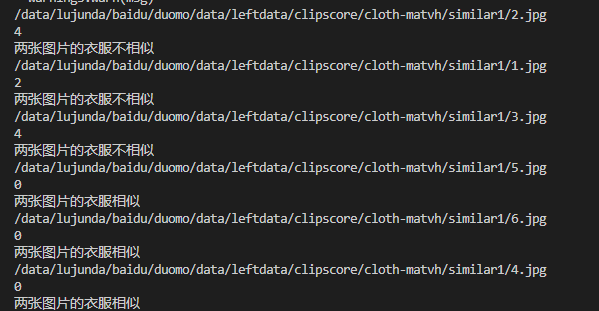 warnings.warn(msg)
/data/lujunda/baidu/duomo/data/leftdata/clipscore/cloth-matvh/similar1/2.jpg
4
两张图片的衣服不相似
/data/lujunda/baidu/duomo/data/leftdata/clipscore/cloth-matvh/similar1/1.jpg
2
两张图片的衣服不相似
/data/lujunda/baidu/duomo/data/leftdata/clipscore/cloth-matvh/similar1/3.jpg
4
两张图片的衣服不相似
/data/lujunda/baidu/duomo/data/leftdata/clipscore/cloth-matvh/similar1/5.jpg
0
两张图片的衣服相似
/data/lujunda/baidu/duomo/data/leftdata/clipscore/cloth-matvh/similar1/6.jpg
0
两张图片的衣服相似
/data/lujunda/baidu/duomo/data/leftdata/clipscore/cloth-matvh/similar1/4.jpg
0
两张图片的衣服相似